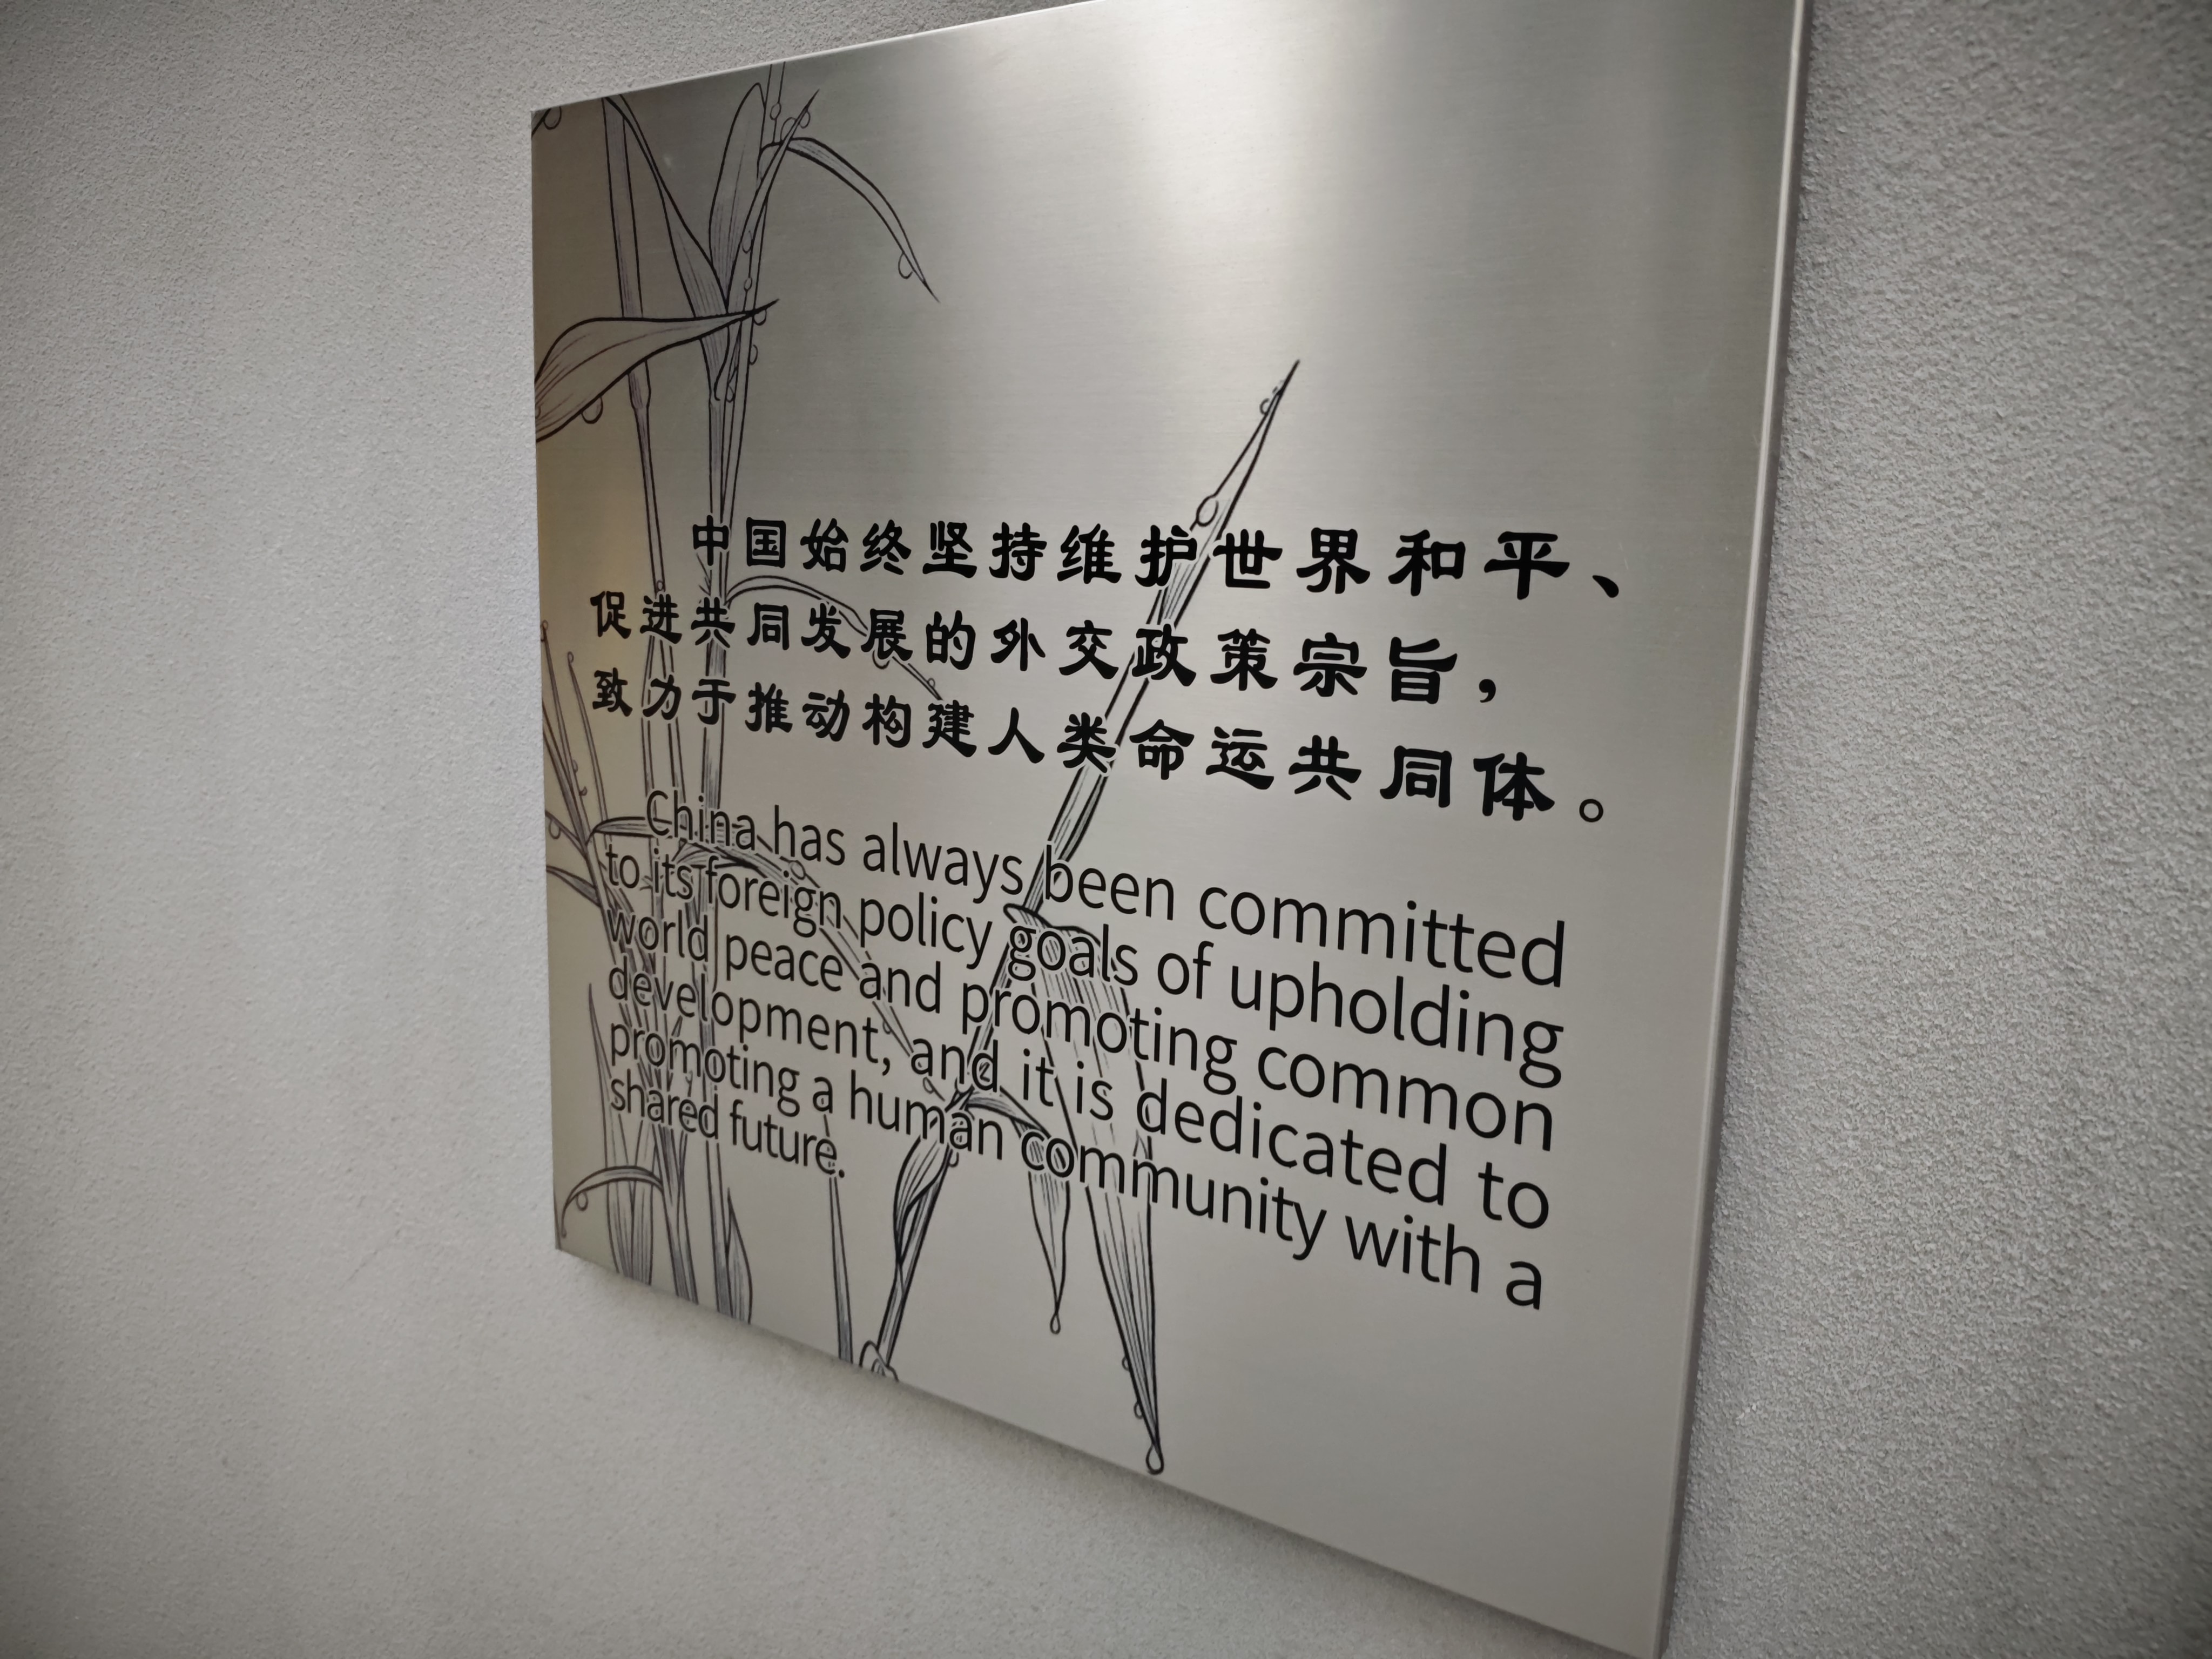 中国始终坚持维护世界和平、
促进共同发展的外交政策宗旨，
致力于推动构建人类命运共同体。
China has always been committed
to its foreign policy goals of upholding
world peace and promoting common
development, and it is dedicated to
promoting a human community with a
shared future.